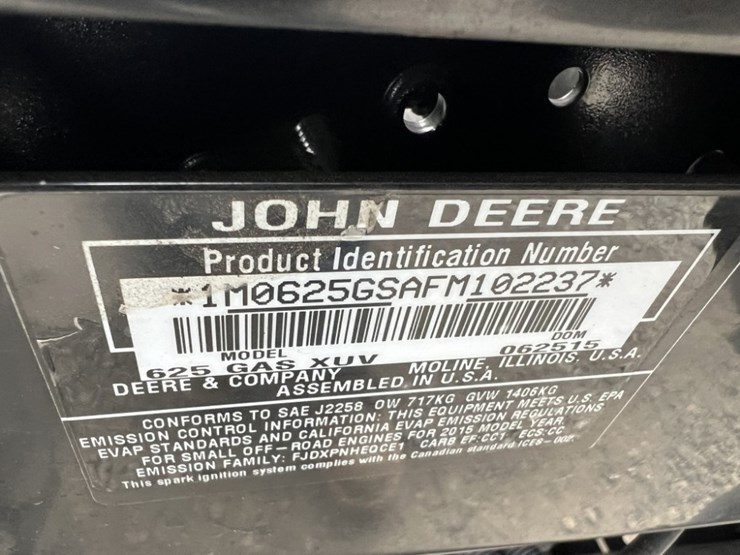 JOHN DEERE
Product Identification Number
*1M0625GSAFM102237*
MODEL DOM
625 GAS XUV 062515
DEERE & COMPANY MOLINE, ILLINOIS, U.S.A.
ASSEMBLED IN U.S.A.
CONFORMS TO SAE J2258 OW 717KG GVW 1406KG
EMISSION CONTROL INFORMATION: THIS EQUIPMENT MEETS U.S. EPA
EVAP STANDARDS AND CALIFORNIA EVAP EMISSION REGULATIONS
FOR SMALL OFF-ROAD ENGINES FOR 2015 MODEL YEAR
EMISSION FAMILY: FJDXPNHEQCE1 CARB EF:CC1 ECS:CC
This spark ignition system complies with the Canadian standard ICES-002.